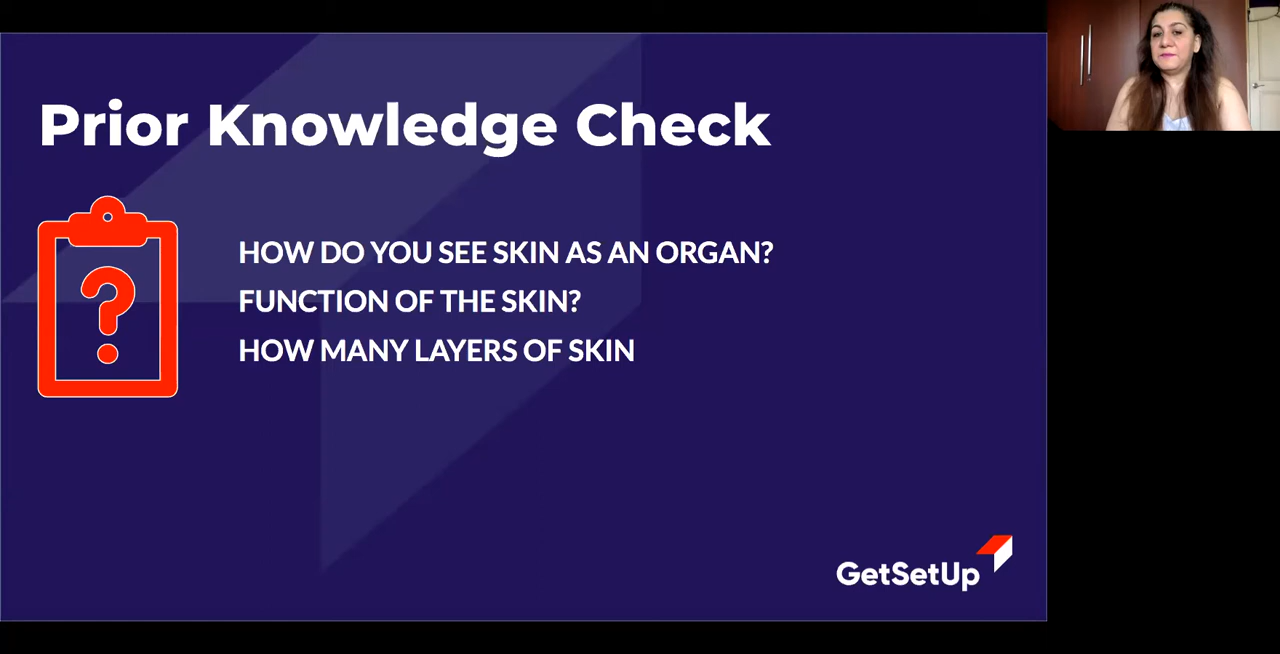 Prior Knowledge Check
HOW DO YOU SEE SKIN AS AN ORGAN?
FUNCTION OF THE SKIN?
HOW MANY LAYERS OF SKIN
GetSetUp